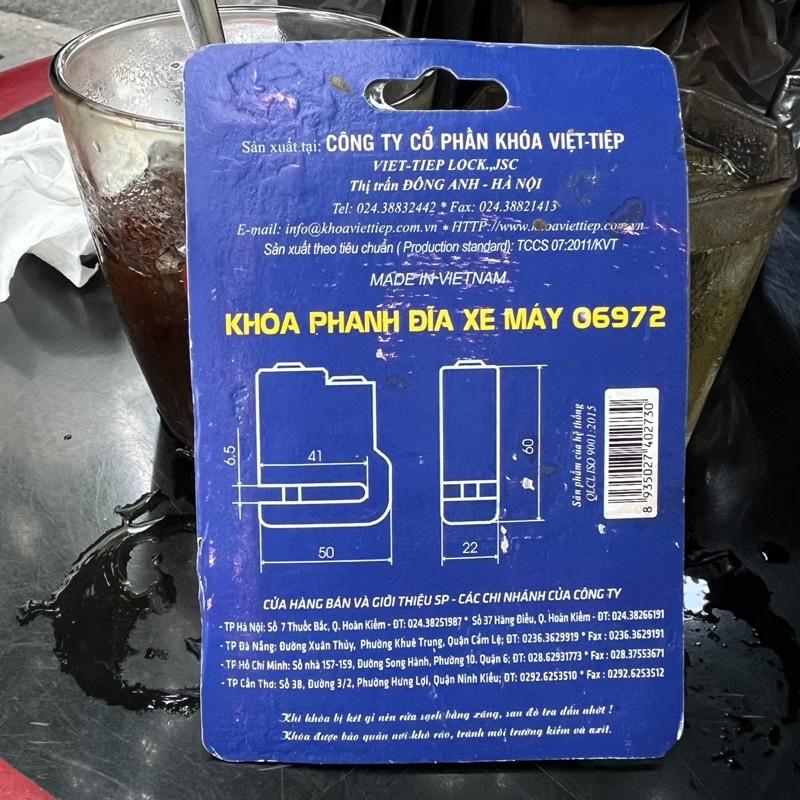 Sản xuất tại: CÔNG TY CỔ PHẦN KHÓA VIỆT-TIỆP
VIET-TIEP LOCK.,JSC
Thị trấn ĐÔNG ANH - HÀ NỘI
Tel: 024.38832442 * Fax: 024.38821413
E-mail: info@khoaviettiep.com.vn * HTTP://www.khoaviettiep.com.vn
Sản xuất theo tiêu chuẩn ( Production standard): TCCS 07:2011/KVT
MADE IN VIETNAM
KHÓA PHANH ĐĨA XE MÁY 06972
6,5
41
50
60
22
Sản phẩm của hệ thống
QLCL ISO 9001:2015
8 935027 402730
CỬA HÀNG BÁN VÀ GIỚI THIỆU SP - CÁC CHI NHÁNH CỦA CÔNG TY
- TP Hà Nội: Số 7 Thuốc Bắc, Q. Hoàn Kiếm - ĐT: 024.38251987 * Số 37 Hàng Điếu, Q. Hoàn Kiếm - ĐT: 024.38266191
- TP Đà Nẵng: Đường Xuân Thủy, Phường Khuê Trung, Quận Cẩm Lệ; ĐT: 0236.3629919 * Fax : 0236.3629191
- TP Hồ Chí Minh: Số nhà 157-159, Đường Song Hành, Phường 10. Quận 6; ĐT: 028.62931773 * Fax : 028.37553671
- TP Cần Thơ: Số 38, Đường 3/2, Phường Hưng Lợi, Quận Ninh Kiều; ĐT: 0292.6253510 * Fax : 0292.6253512
Khi khóa bị kẹt gỉ nên rửa sạch bằng xăng, sau đó tra dầu nhờt !
Khóa được bảo quản nơi khô ráo, tránh môi trường kiềm và axit.